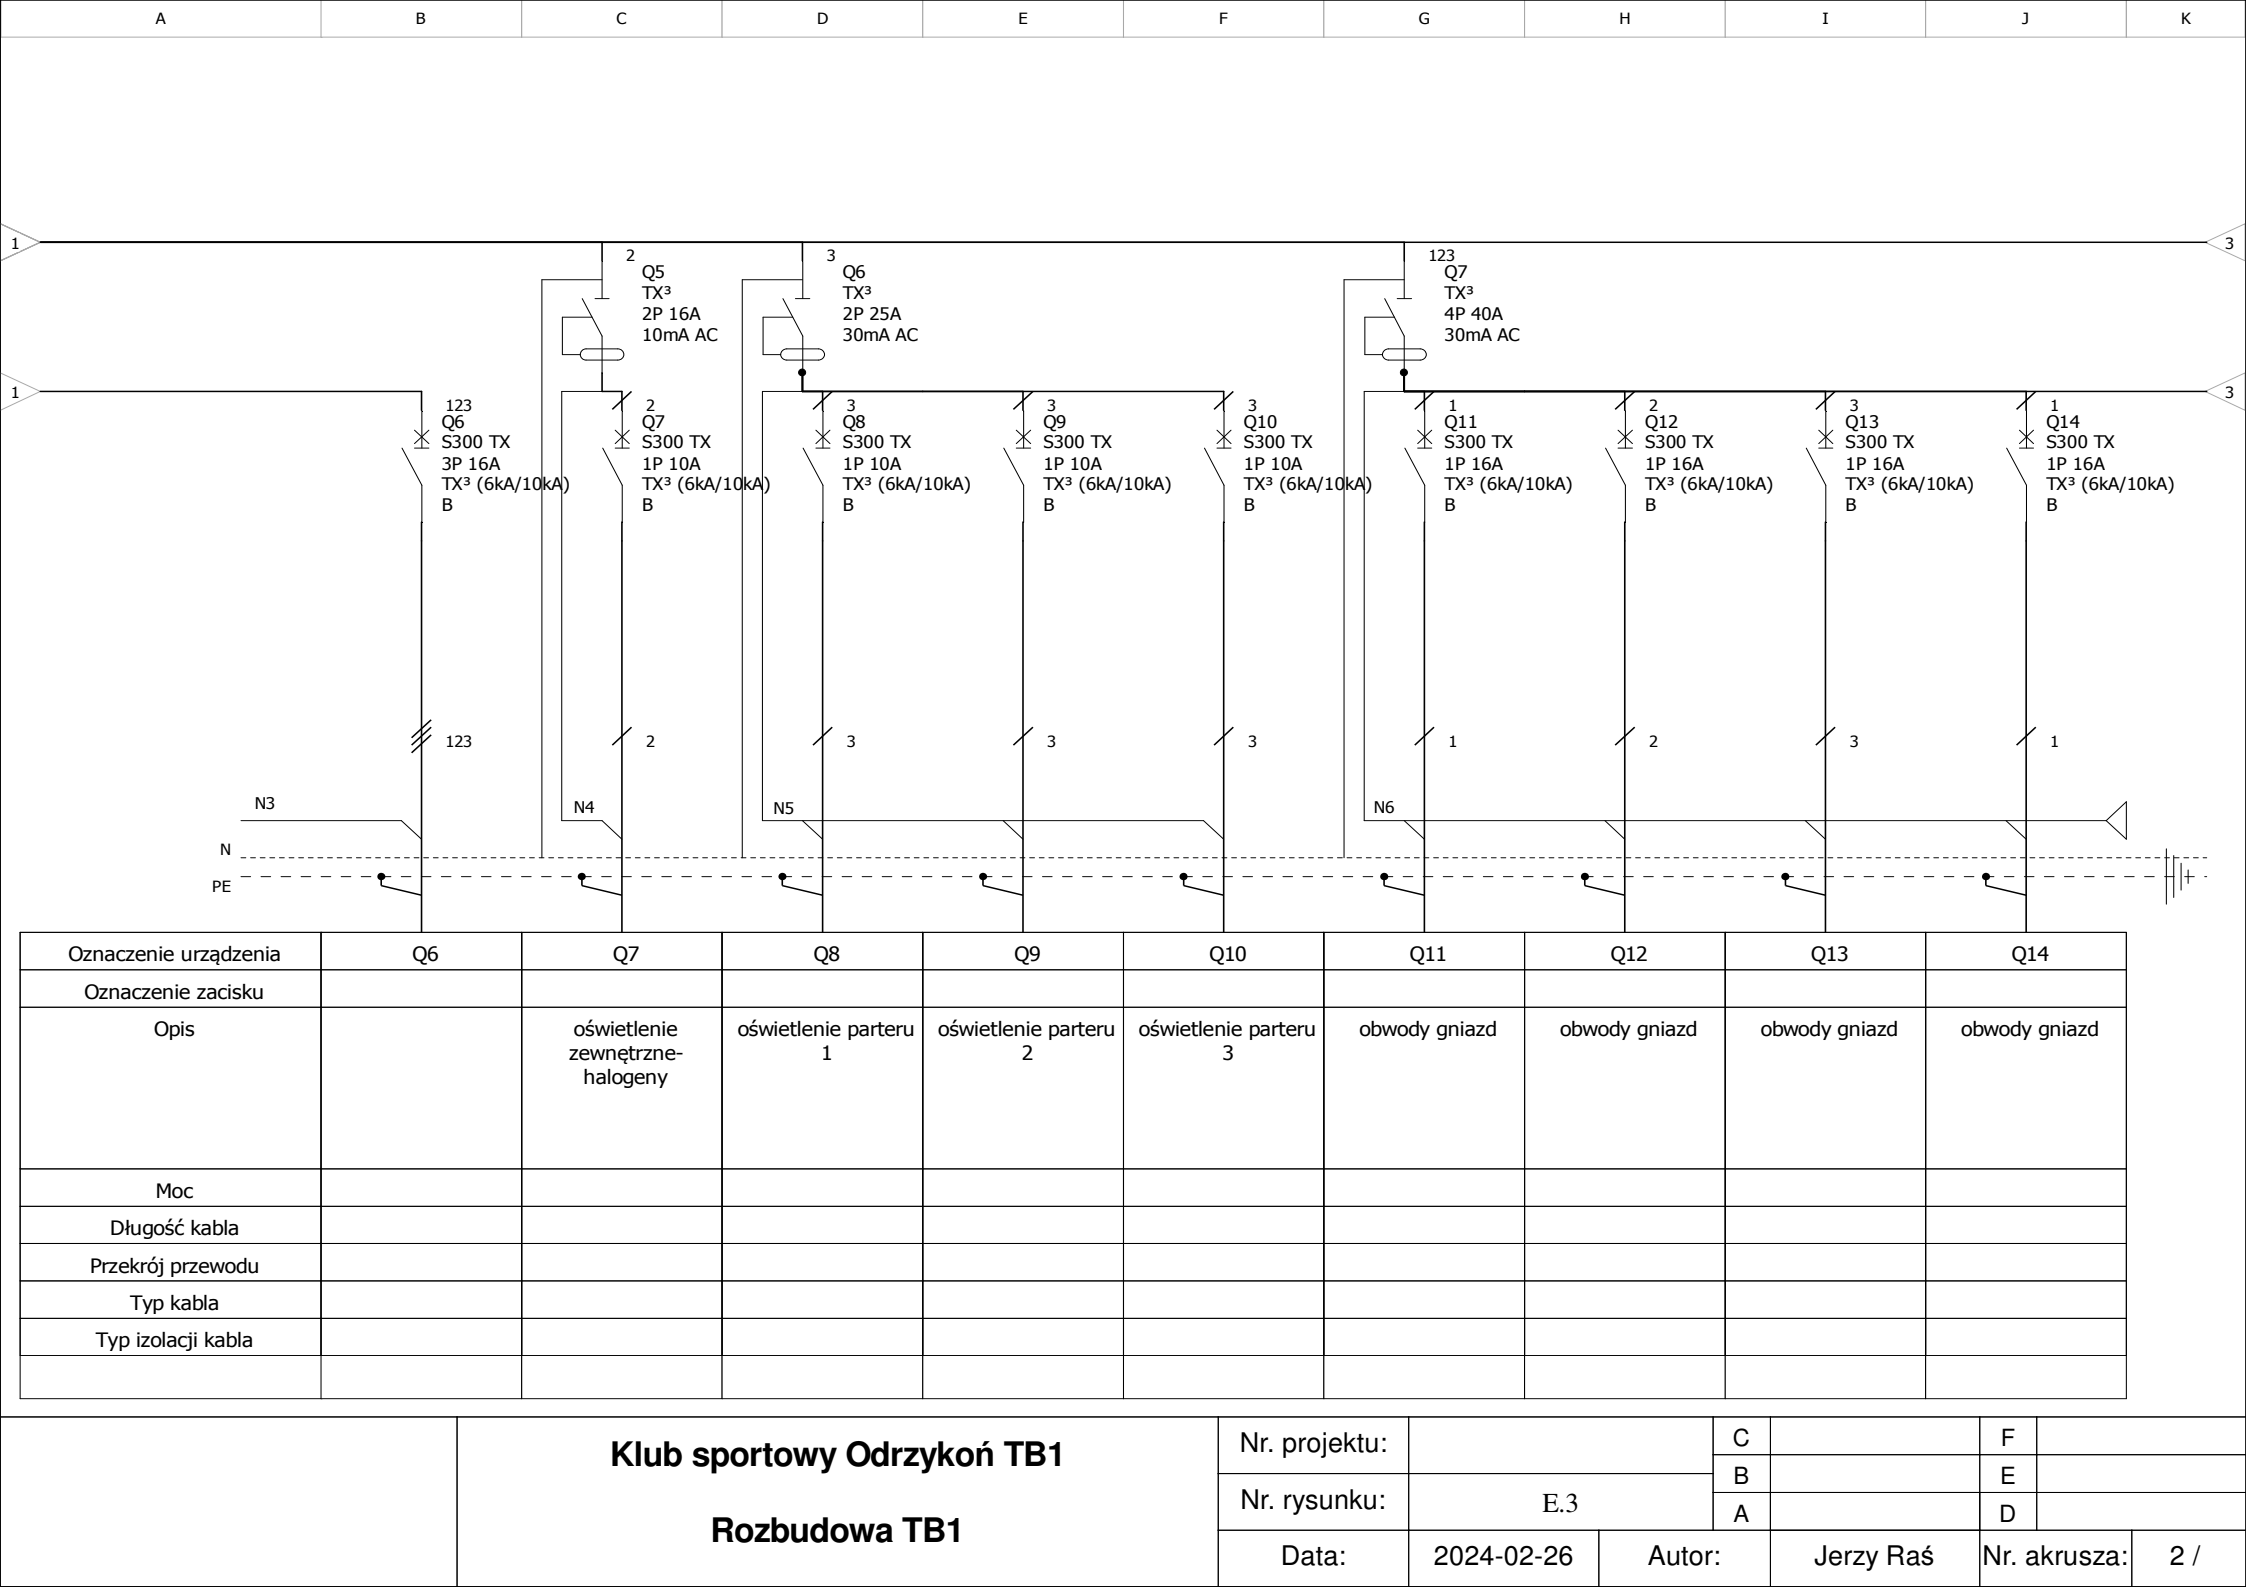 A B C D E F G H I J K
1 3
2
Q5
TX³
2P 16A
10mA AC
3
Q6
TX³
2P 25A
30mA AC
123
Q7
TX³
4P 40A
30mA AC
1 3
123
Q6
S300 TX
3P 16A
TX³ (6kA/10kA)
B
2
Q7
S300 TX
1P 10A
TX³ (6kA/10kA)
B
3
Q8
S300 TX
1P 10A
TX³ (6kA/10kA)
B
3
Q9
S300 TX
1P 10A
TX³ (6kA/10kA)
B
3
Q10
S300 TX
1P 10A
TX³ (6kA/10kA)
B
1
Q11
S300 TX
1P 16A
TX³ (6kA/10kA)
B
2
Q12
S300 TX
1P 16A
TX³ (6kA/10kA)
B
3
Q13
S300 TX
1P 16A
TX³ (6kA/10kA)
B
1
Q14
S300 TX
1P 16A
TX³ (6kA/10kA)
B
123 2 3 3 3 1 2 3 1
N3 N4 N5 N6
N
PE
Oznaczenie urządzenia Q6 Q7 Q8 Q9 Q10 Q11 Q12 Q13 Q14
Oznaczenie zacisku
Opis
oświetlenie
zewnętrzne-
halogeny
oświetlenie parteru
1
oświetlenie parteru
2
oświetlenie parteru
3
obwody gniazd
obwody gniazd
obwody gniazd
obwody gniazd
Moc
Długość kabla
Przekrój przewodu
Typ kabla
Typ izolacji kabla
Klub sportowy Odrzykoń TB1
Rozbudowa TB1
Nr. projektu:
Nr. rysunku: E.3
C F
B E
A D
Data: 2024-02-26 Autor: Jerzy Raś Nr. akrusza: 2 /